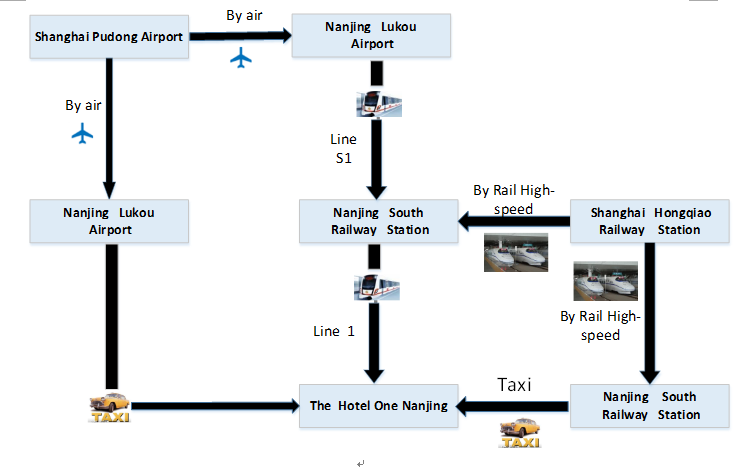 Shanghai Pudong Airport
By air
Nanjing Lukou
Airport
By air
Line
S1
Nanjing Lukou
Airport
Nanjing South
Railway Station
By Rail High-
speed
Shanghai Hongqiao
Railway Station
Line 1
By Rail High-
speed
TAXI
The Hotel One Nanjing
Taxi
TAXI
Nanjing South
Railway Station